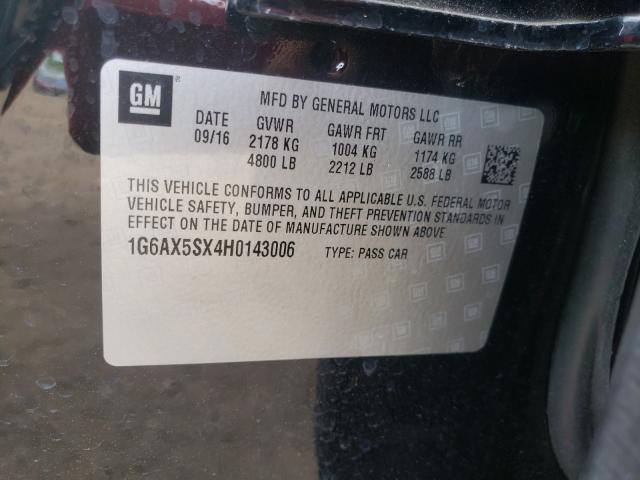 GM
MFD BY GENERAL MOTORS LLC
DATE GVWR GAWR FRT GAWR RR
09/16 2178 KG 1004 KG 1174 KG
4800 LB 2212 LB 2588 LB
THIS VEHICLE CONFORMS TO ALL APPLICABLE U.S. FEDERAL MOTOR
VEHICLE SAFETY, BUMPER, AND THEFT PREVENTION STANDARDS IN
EFFECT ON THE DATE OF MANUFACTURE SHOWN ABOVE
1G6AX5SX4H0143006 TYPE: PASS CAR